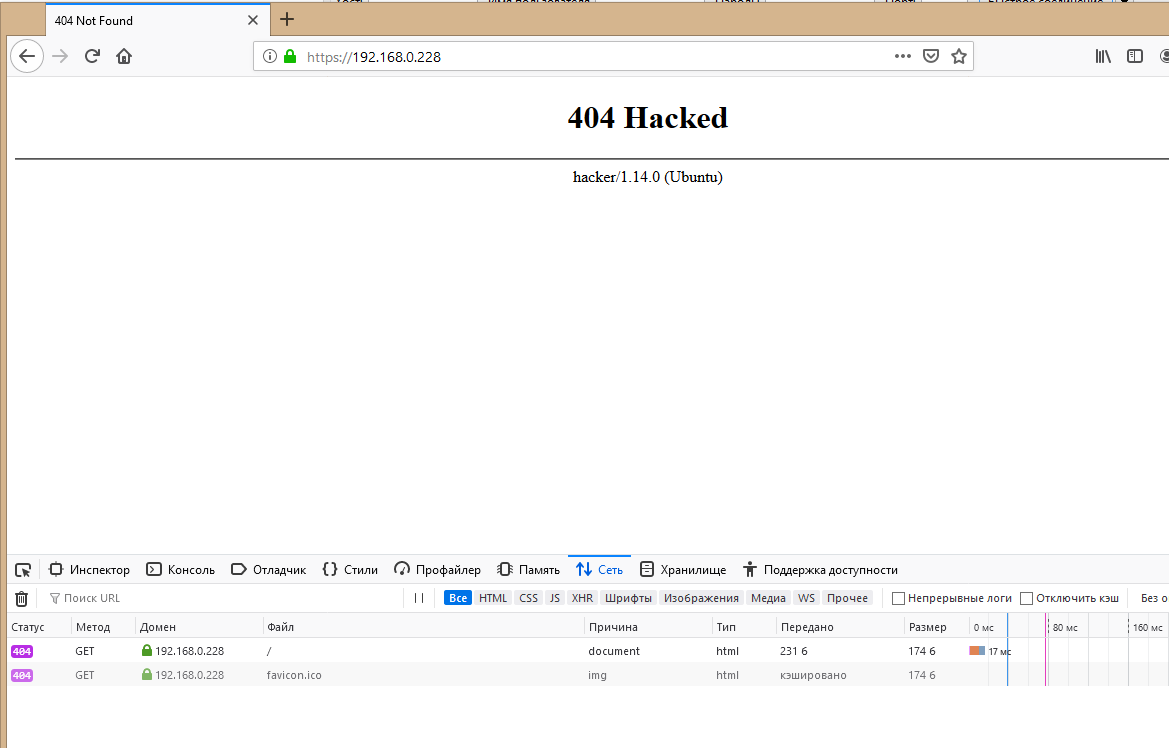 404 Not Found
https://192.168.0.228
404 Hacked
hacker/1.14.0 (Ubuntu)
Инспектор Консоль Отладчик Стили Профайлер Память Сеть Хранилище Поддержка доступности
Поиск URL Все HTML CSS JS XHR Шрифты Изображения Медиа WS Прочее Непрерывные логи Отключить кэш Без о
Статус Метод Домен Файл Причина Тип Передано Размер 0 мс 80 мс 160 мс
404 GET 192.168.0.228 / document html 231 б 174 б 17 мс
404 GET 192.168.0.228 favicon.ico img html кэшировано 174 б